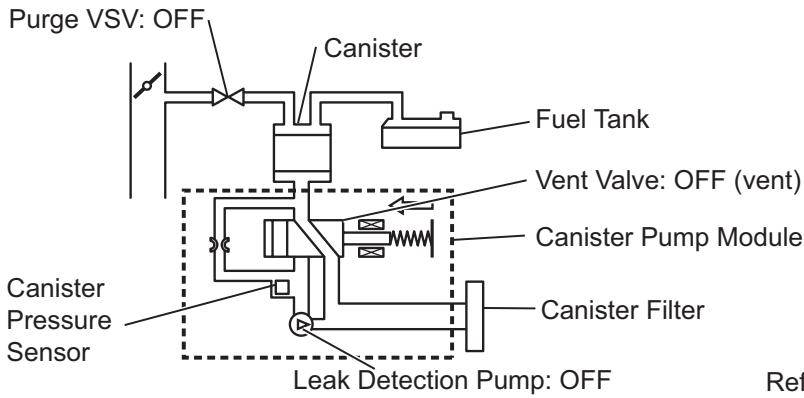 Purge VSV: OFF
Canister
Fuel Tank
Vent Valve: OFF (vent)
Canister Pump Module
Canister
Pressure
Sensor
Canister Filter
Leak Detection Pump: OFF
Ref